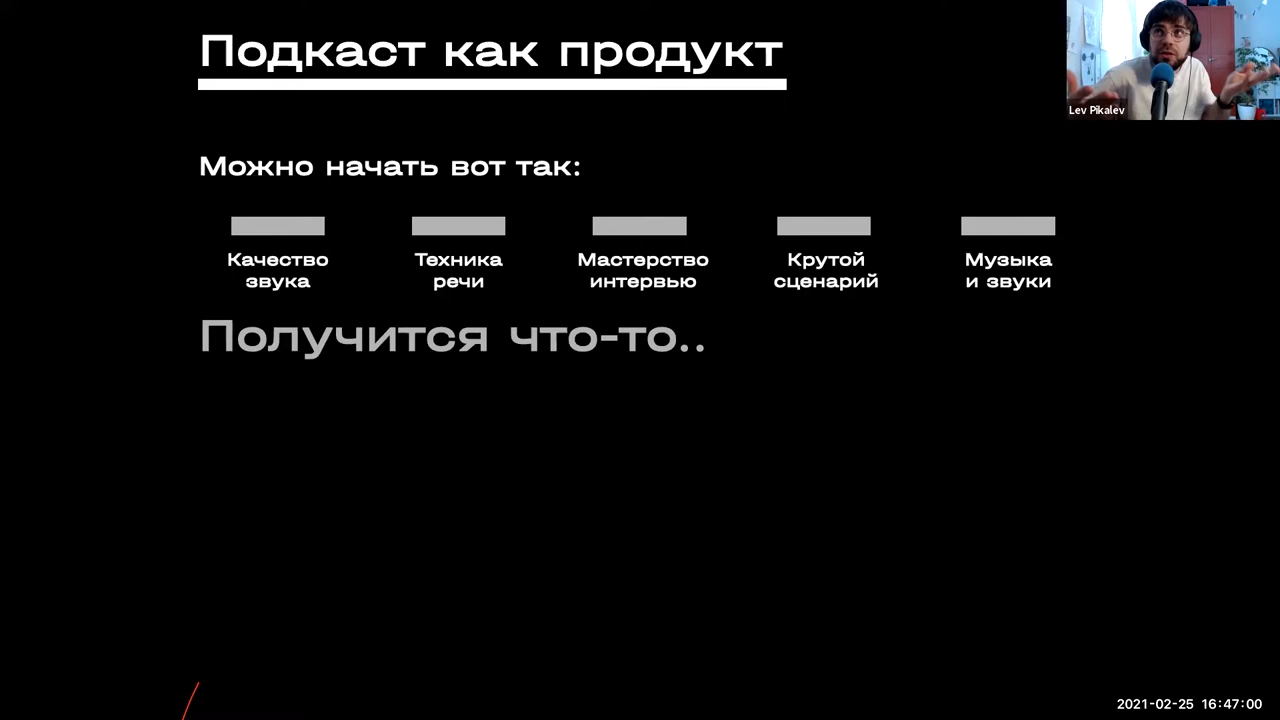 Подкаст как продукт
Lev Pikalev
Можно начать вот так:
Качество
звука
Техника
речи
Мастерство
интервью
Крутой
сценарий
Музыка
и звуки
Получится что-то..
2021-02-25 16:47:00